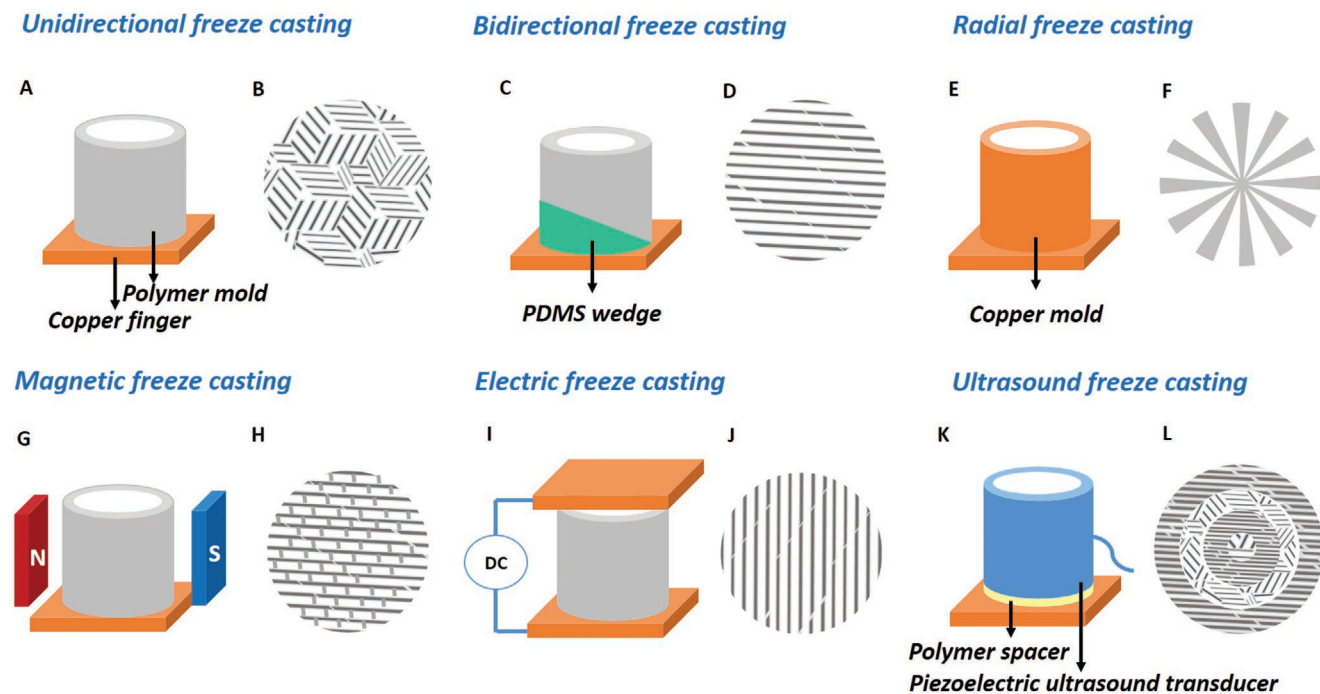 Unidirectional freeze casting
Bidirectional freeze casting
Radial freeze casting
A
B
C
D
E
F
Polymer mold
Copper finger
PDMS wedge
Copper mold
Magnetic freeze casting
Electric freeze casting
Ultrasound freeze casting
G
H
I
J
K
L
N
S
DC
Polymer spacer
Piezoelectric ultrasound transducer